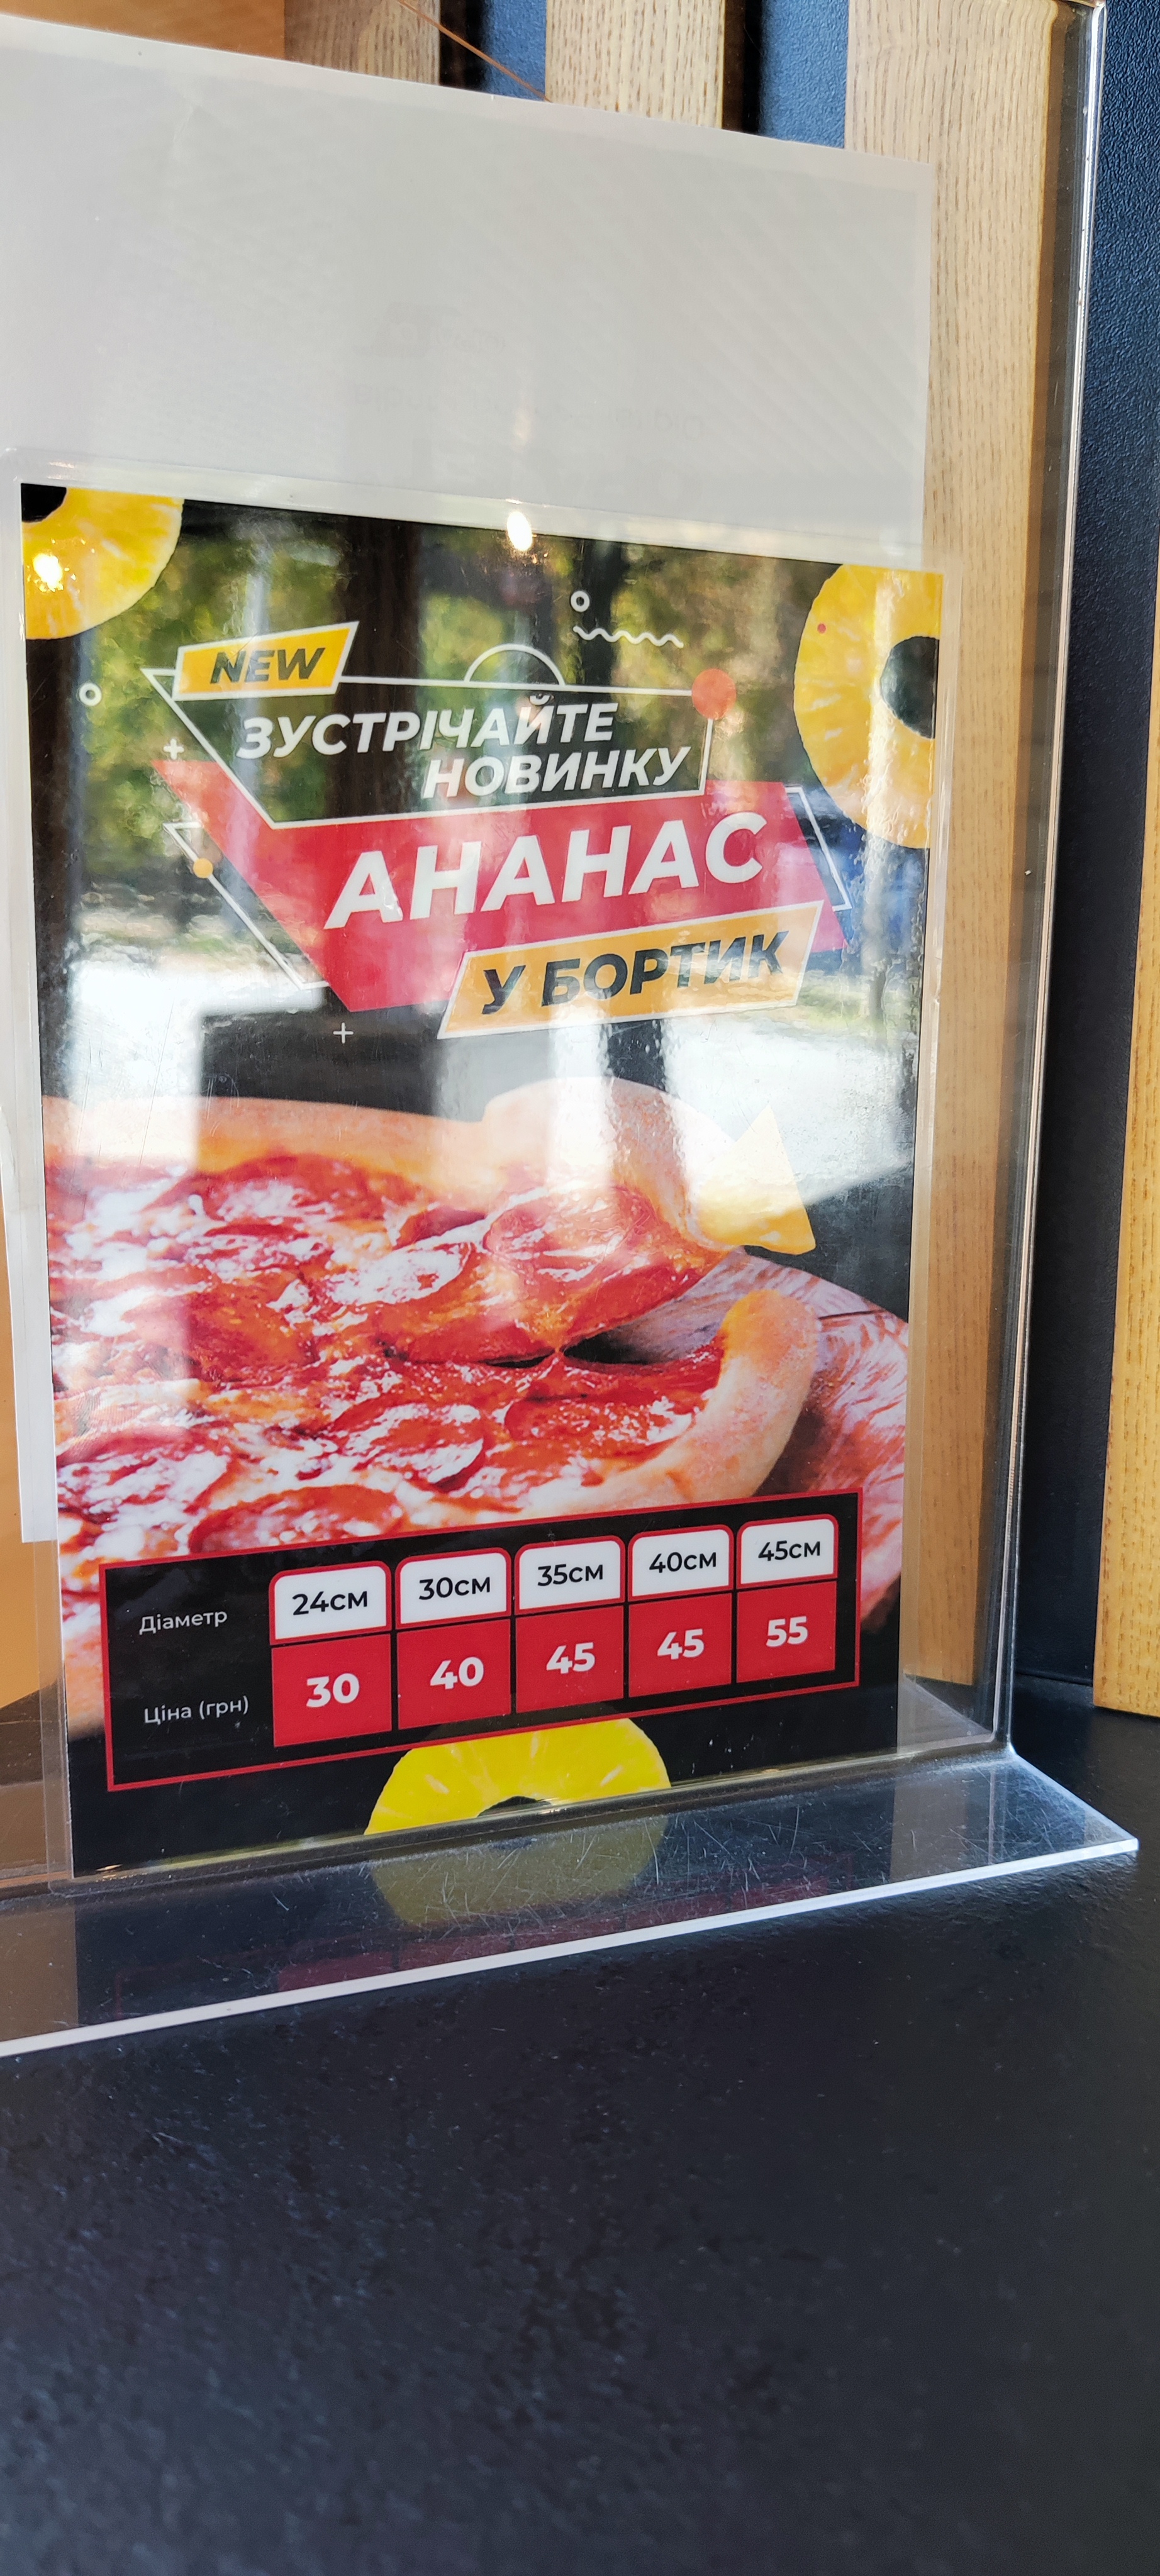 NEW
ЗУСТРІЧАЙТЕ
НОВИНКУ
АНАНАС
У БОРТИК
Діаметр 24см 30см 35см 40см 45см
Ціна (грн) 30 40 45 45 55